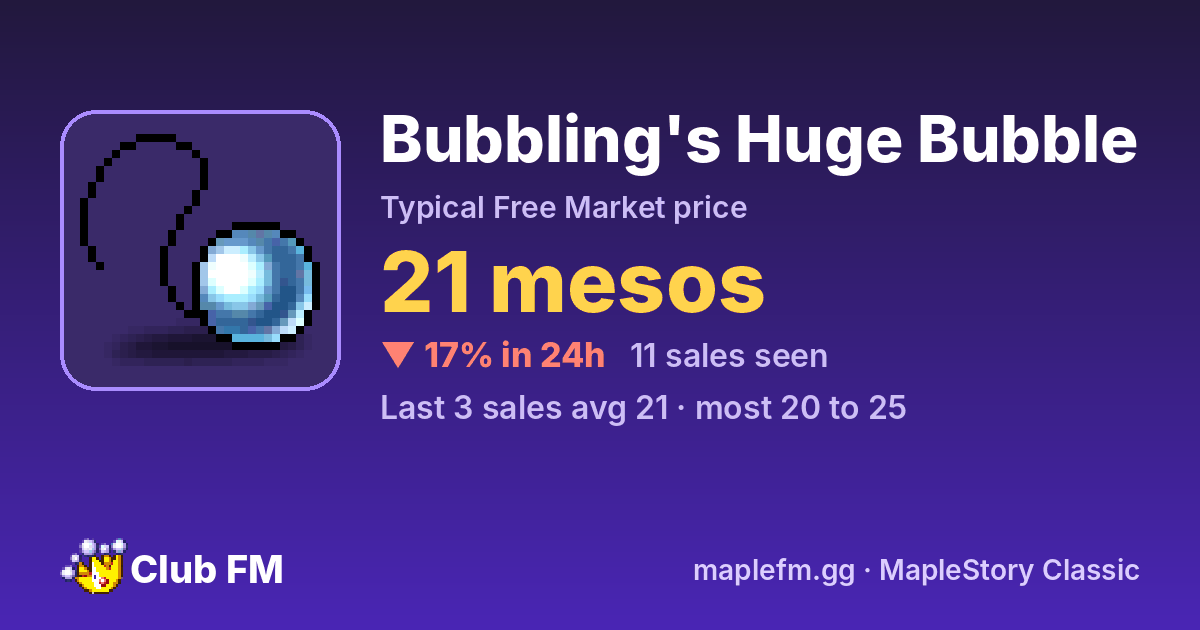 Bubbling's Huge Bubble
Typical Free Market price
21 mesos
▼ 17% in 24h 11 sales seen
Last 3 sales avg 21 · most 20 to 25
Club FM
maplefm.gg · MapleStory Classic